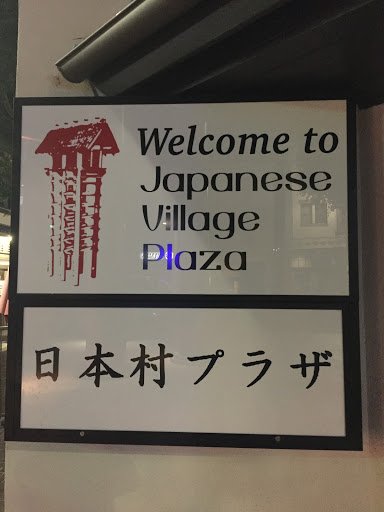 Welcome to
Japanese
Village
Plaza
日本村プラザ